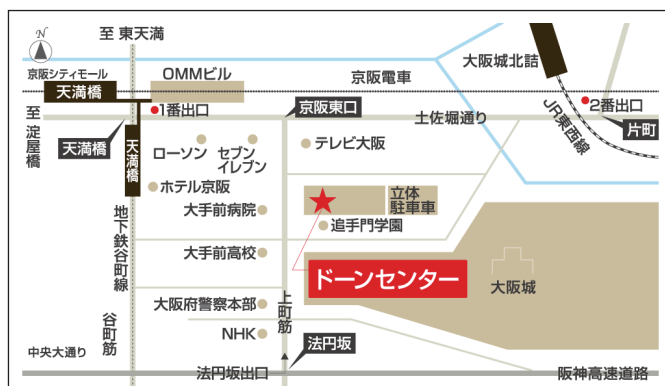 N
至 東天満
京阪シティモール
OMMビル
京阪電車
大阪城北詰
天満橋
1番出口
京阪東口
土佐堀通り
JR東西線
2番出口
片町
至 淀屋橋
天満橋
天満橋
ローソン
セブン
イレブン
テレビ大阪
ホテル京阪
大手前病院
立体
駐車車
追手門学園
地下鉄谷町線
大手前高校
ドーンセンター
大阪城
大阪府警察本部
上町筋
谷町筋
NHK
法円坂
中央大通り
法円坂出口
阪神高速道路